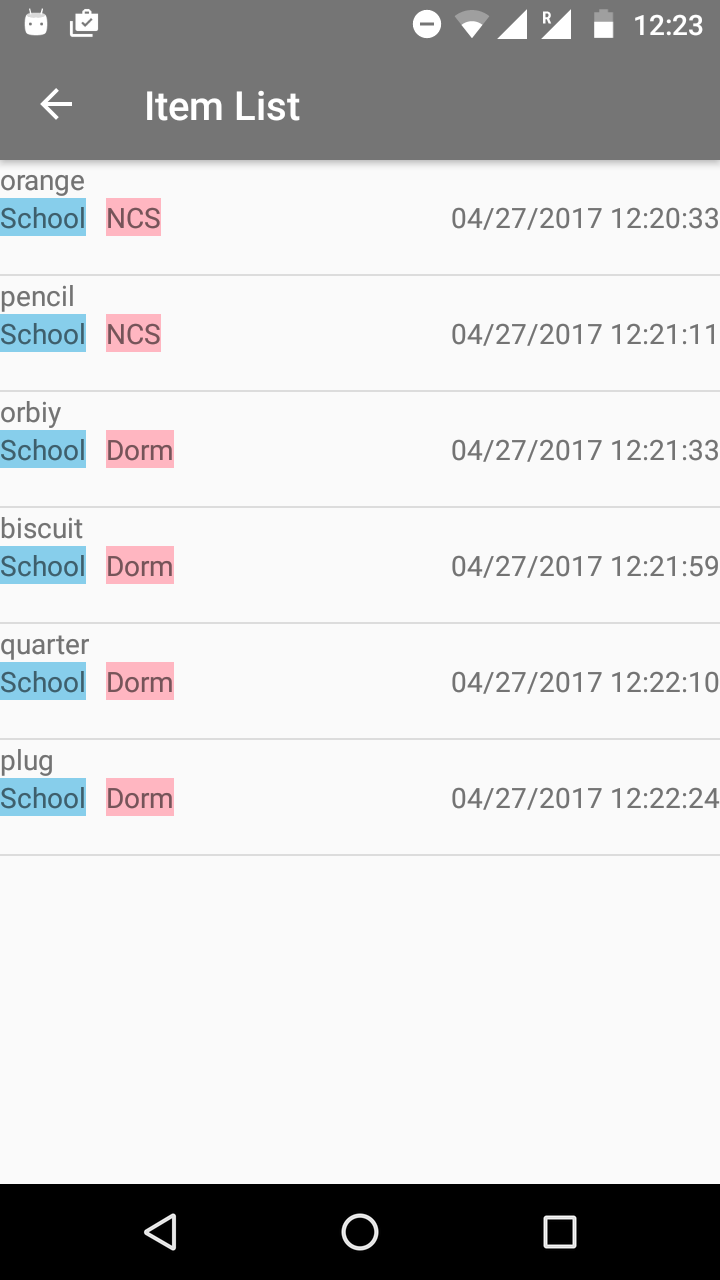 R 12:23
Item List
orange
School NCS 04/27/2017 12:20:33
pencil
School NCS 04/27/2017 12:21:11
orbiy
School Dorm 04/27/2017 12:21:33
biscuit
School Dorm 04/27/2017 12:21:59
quarter
School Dorm 04/27/2017 12:22:10
plug
School Dorm 04/27/2017 12:22:24